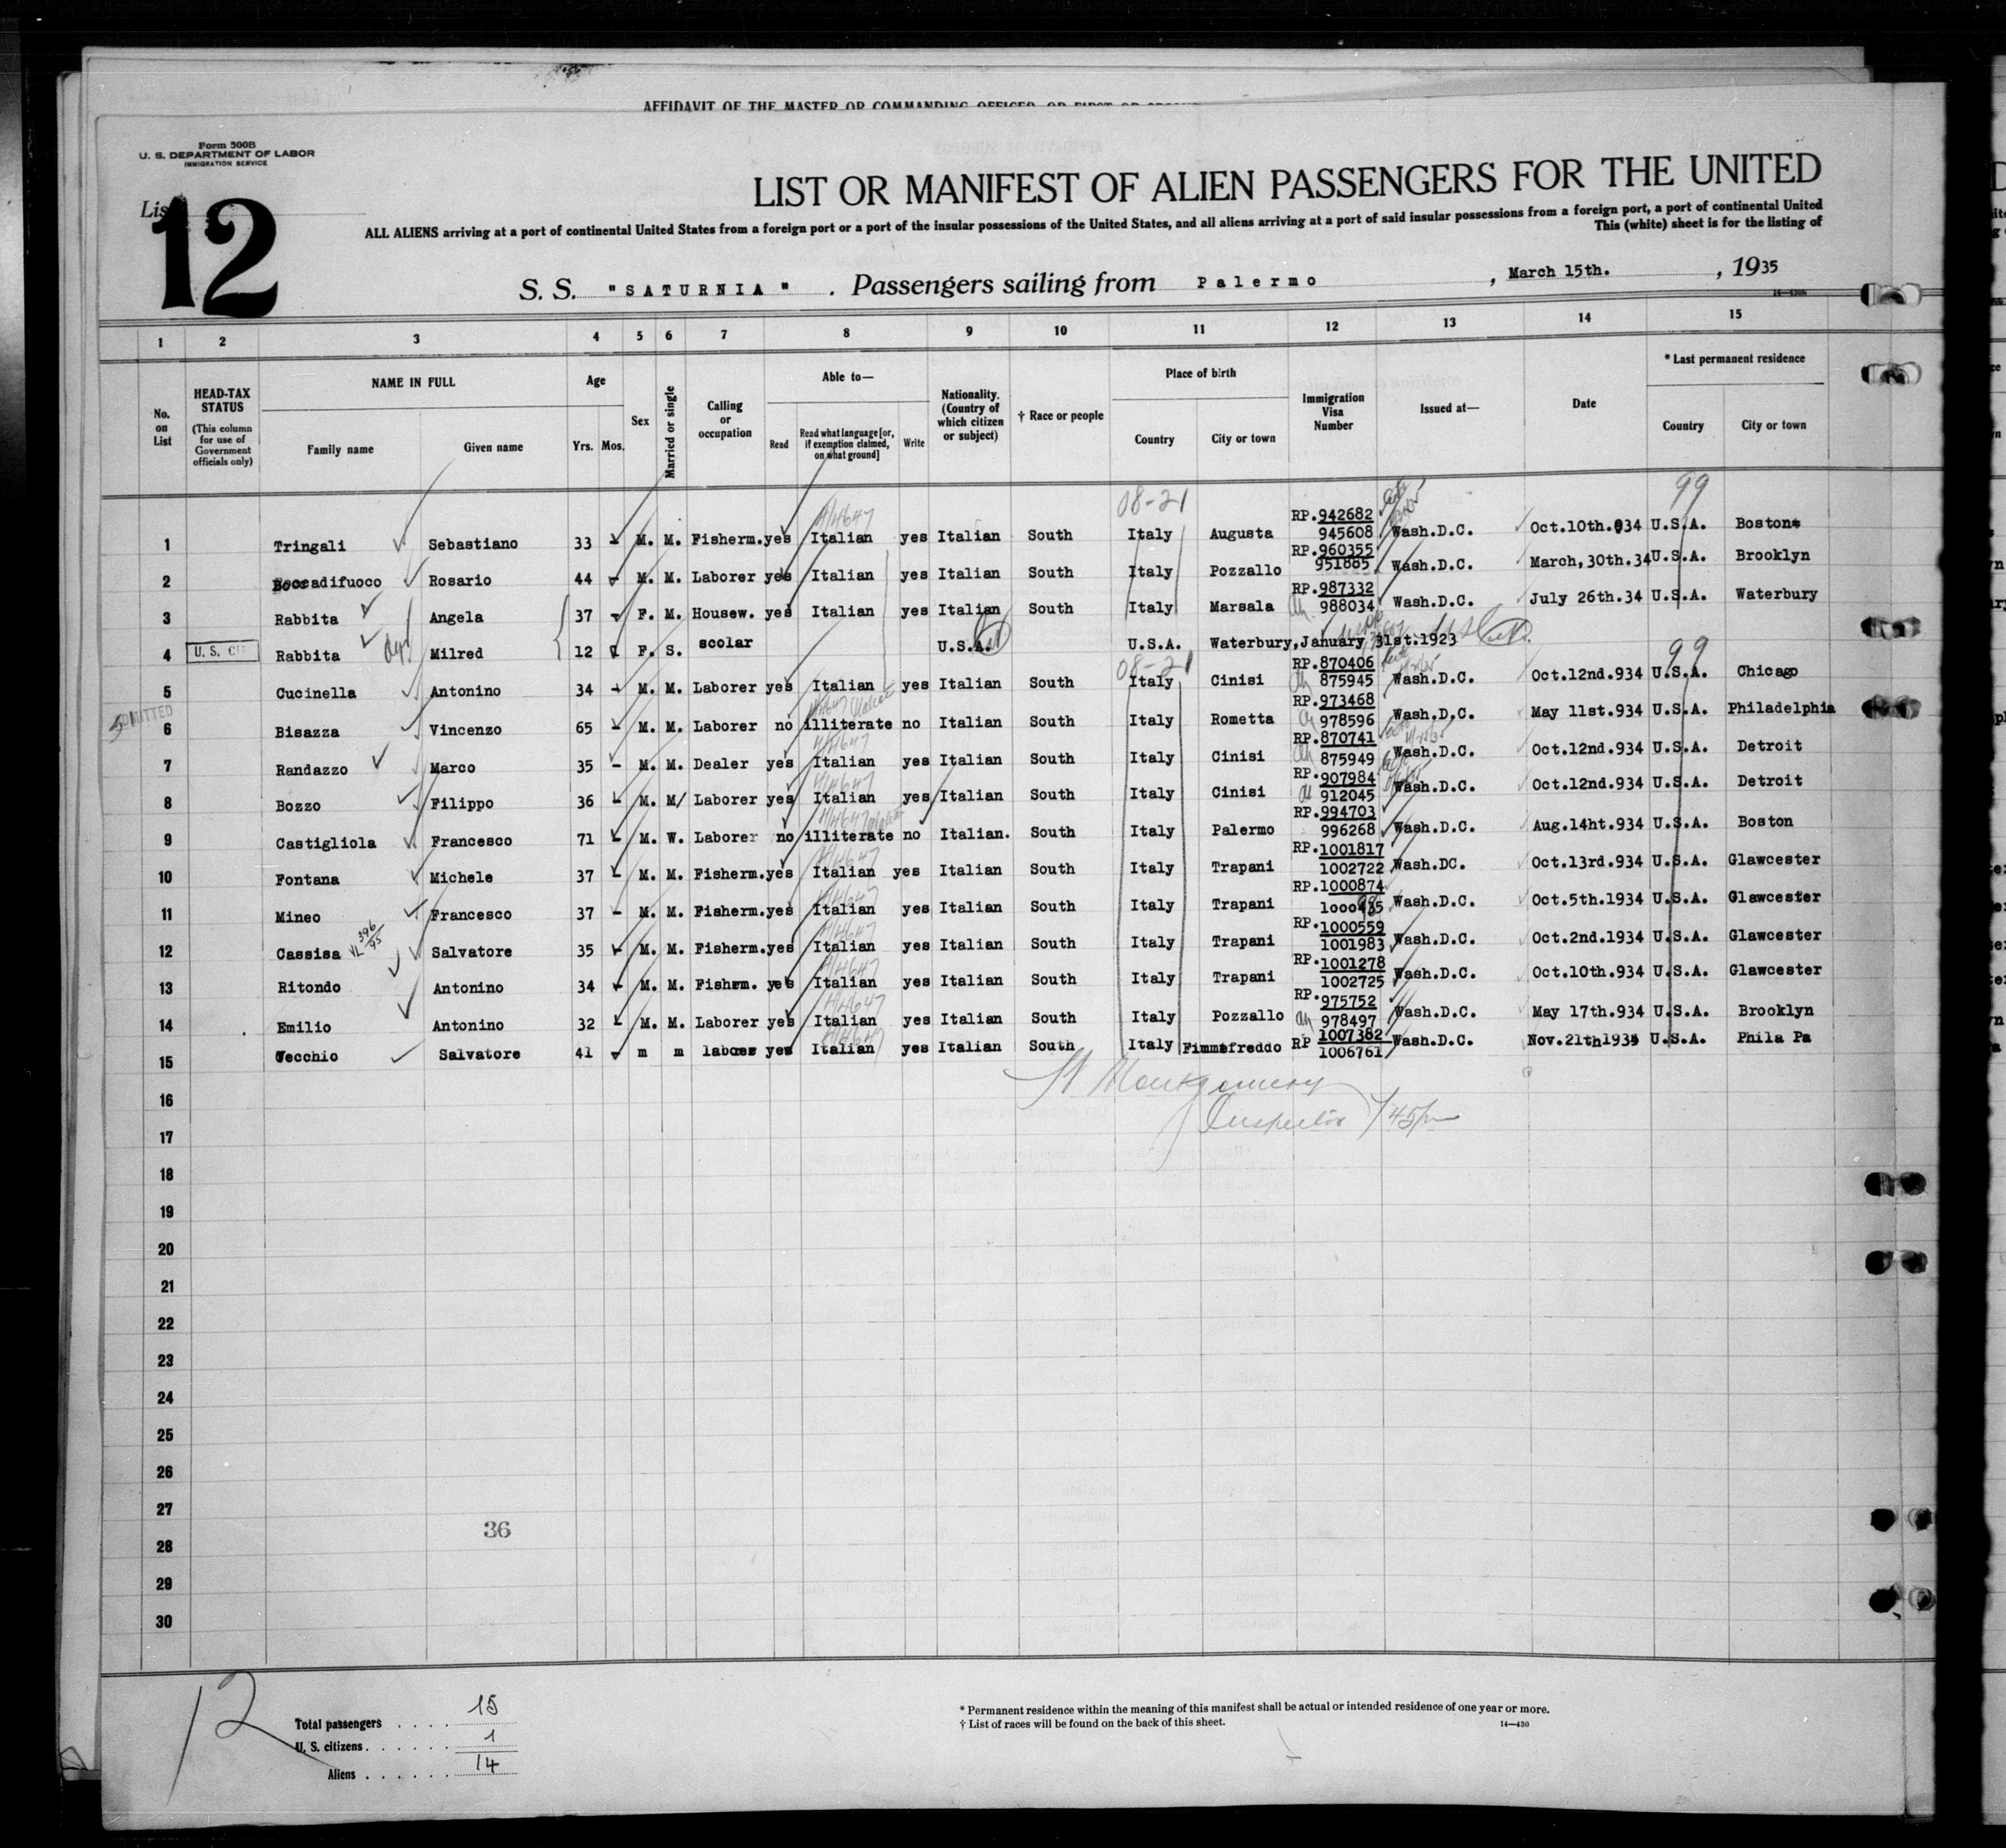 AFFIDAVIT OF THE MASTER OR COMMANDING OFFICER, OR FIRST OR
Form 500B
U. S. DEPARTMENT OF LABOR
IMMIGRATION SERVICE
List 12
LIST OR MANIFEST OF ALIEN PASSENGERS FOR THE UNITED
ALL ALIENS arriving at a port of continental United States from a foreign port or a port of the insular possessions of the United States, and all aliens arriving at a port of said insular possessions from a foreign port, a port of continental United
This (white) sheet is for the listing of
S. S. "SATURNIA". Passengers sailing from Palermo, March 15th., 1935
14—430b
1 2 3 4 5 6 7 8 9 10 11 12 13 14 15
No. on List
HEAD-TAX STATUS (This column for use of Government officials only)
NAME IN FULL Family name Given name
Age Yrs. Mos.
Sex
Married or single
Calling or occupation
Able to— Read Read what language [or, if exemption claimed, on what ground] Write
Nationality. (Country of which citizen or subject)
† Race or people
Place of birth Country City or town
Immigration Visa Number
Issued at—
Date
* Last permanent residence Country City or town
08-21 99
1 Tringali Sebastiano 33 - M. M. Fisherm. yes Italian yes Italian South Italy Augusta RP.942682 945608 Wash.D.C. Oct.10th.934 U.S.A. Boston
2 Boccadifuoco Rosario 44 - M. M. Laborer yes Italian yes Italian South Italy Pozzallo RP.960355 951885 Wash.D.C. March,30th.34 U.S.A. Brooklyn
3 Rabbita Angela 37 - F. M. Housew. yes Italian yes Italian South Italy Marsala RP.987332 988034 Wash.D.C. July 26th.34 U.S.A. Waterbury
4 U. S. CIT Rabbita Milred 12 F. S. scolar U.S.A. U.S.A. Waterbury,January 31st.1923
08-21 99
5 Cucinella Antonino 34 - M. M. Laborer yes Italian yes Italian South Italy Cinisi RP.870406 875945 Wash.D.C. Oct.12nd.934 U.S.A. Chicago
ADMITTED
6 Bisazza Vincenzo 65 - M. M. Laborer no illiterate no Italian South Italy Rometta RP.973468 978596 Wash.D.C. May 11st.934 U.S.A. Philadelphia
7 Randazzo Marco 35 - M. M. Dealer yes Italian yes Italian South Italy Cinisi RP.870741 875949 Wash.D.C. Oct.12nd.934 U.S.A. Detroit
8 Bozzo Filippo 36 - M. M/ Laborer yes Italian yes Italian South Italy Cinisi RP.907984 912045 Wash.D.C. Oct.12nd.934 U.S.A. Detroit
9 Castigliola Francesco 71 - M. W. Laborer no illiterate no Italian. South Italy Palermo RP.994703 996268 Wash.D.C. Aug.14ht.934 U.S.A. Boston
10 Fontana Michele 37 - M. M. Fisherm. yes Italian yes Italian South Italy Trapani RP.1001817 1002722 Wash.DC. Oct.13rd.934 U.S.A. Glawcester
11 Mineo Francesco 37 - M. M. Fisherm. yes Italian yes Italian South Italy Trapani RP.1000874 Wash.D.C. Oct.5th.1934 U.S.A. Glawcester
12 Cassisa VL 396/95 Salvatore 35 - M. M. Fisherm. yes Italian yes Italian South Italy Trapani RP.1000559 1001983 Wash.D.C. Oct.2nd.1934 U.S.A. Glawcester
13 Ritondo Antonino 34 - M. M. Fishrm. yes Italian yes Italian South Italy Trapani RP.1001278 1002725 Wash.D.C. Oct.10th.934 U.S.A. Glawcester
14 Emilio Antonino 32 - M. M. Laborer yes Italian yes Italian South Italy Pozzallo RP.975752 978497 Wash.D.C. May 17th.934 U.S.A. Brooklyn
15 Vecchio Salvatore 41 - m m laborer yes Italian yes Italian South Italy Fimmefreddo RP 1007382 1006761 Wash.D.C. Nov.21th1934 U.S.A. Phila Pa
16 Montgomery
17 Inspector
18
19
20
21
22
23
24
25
26
27
36
28
29
30
12
Total passengers 15
U. S. citizens 1
Aliens 14
* Permanent residence within the meaning of this manifest shall be actual or intended residence of one year or more.
† List of races will be found on the back of this sheet.
14—430